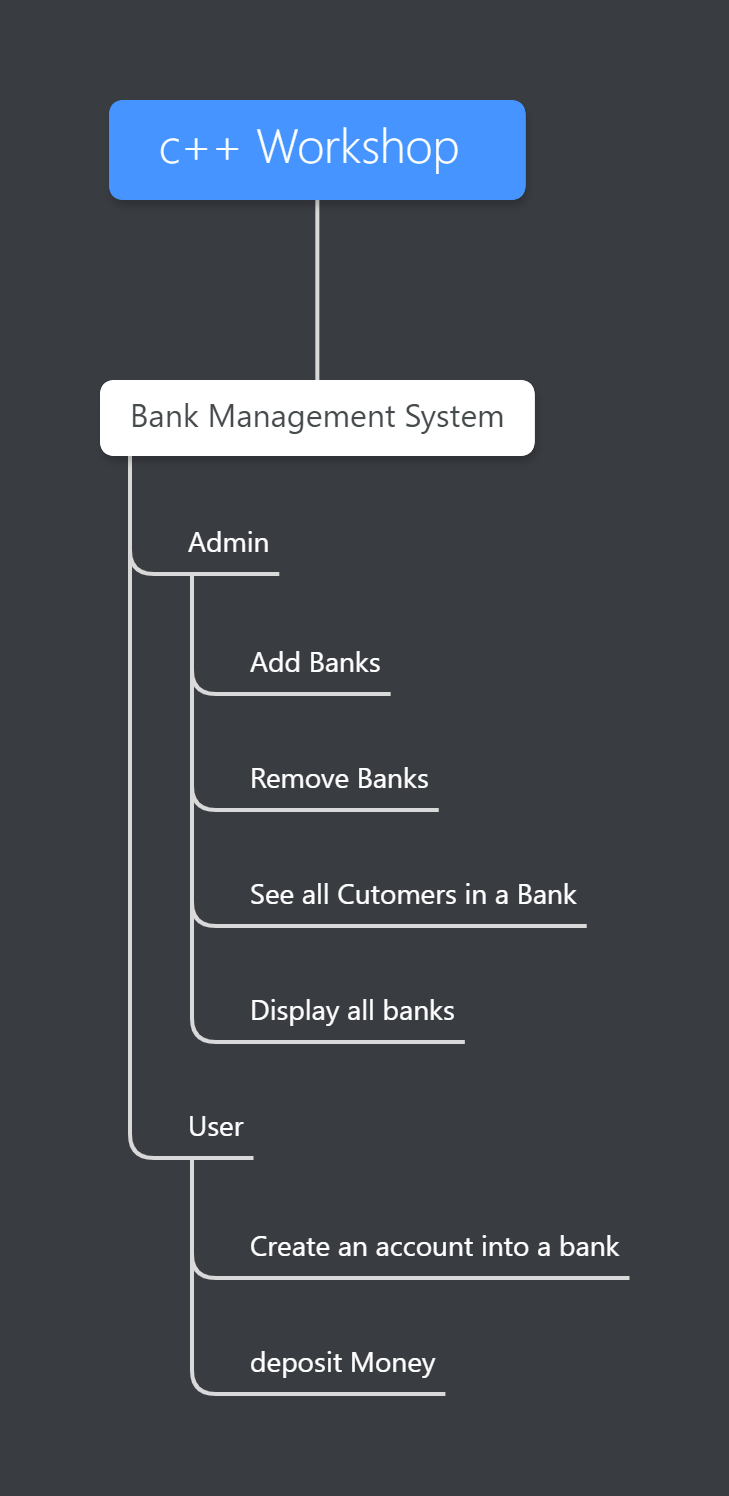 c++ Workshop
Bank Management System
Admin
Add Banks
Remove Banks
See all Cutomers in a Bank
Display all banks
User
Create an account into a bank
deposit Money